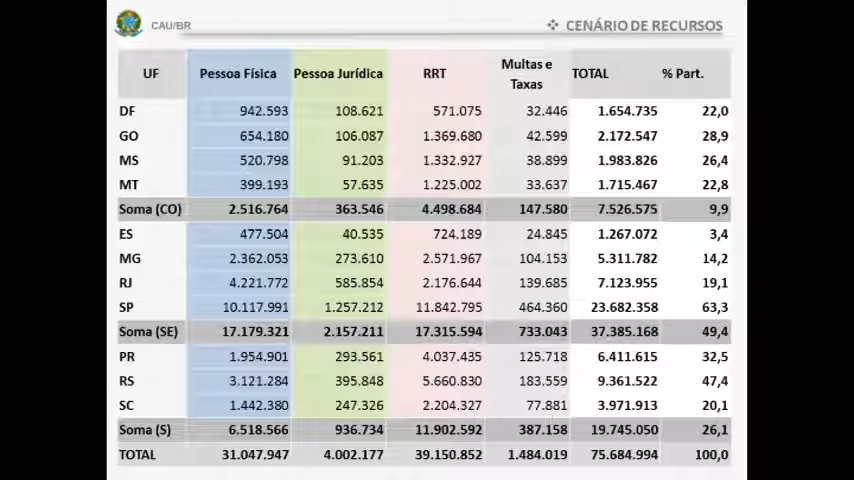 CAU/BR
❖ CENÁRIO DE RECURSOS
UF Pessoa Física Pessoa Jurídica RRT Multas e Taxas TOTAL % Part.
DF 942.593 108.621 571.075 32.446 1.654.735 22,0
GO 654.180 106.087 1.369.680 42.599 2.172.547 28,9
MS 520.798 91.203 1.332.927 38.899 1.983.826 26,4
MT 399.193 57.635 1.225.002 33.637 1.715.467 22,8
Soma (CO) 2.516.764 363.546 4.498.684 147.580 7.526.575 9,9
ES 477.504 40.535 724.189 24.845 1.267.072 3,4
MG 2.362.053 273.610 2.571.967 104.153 5.311.782 14,2
RJ 4.221.772 585.854 2.176.644 139.685 7.123.955 19,1
SP 10.117.991 1.257.212 11.842.795 464.360 23.682.358 63,3
Soma (SE) 17.179.321 2.157.211 17.315.594 733.043 37.385.168 49,4
PR 1.954.901 293.561 4.037.435 125.718 6.411.615 32,5
RS 3.121.284 395.848 5.660.830 183.559 9.361.522 47,4
SC 1.442.380 247.326 2.204.327 77.881 3.971.913 20,1
Soma (S) 6.518.566 936.734 11.902.592 387.158 19.745.050 26,1
TOTAL 31.047.947 4.002.177 39.150.852 1.484.019 75.684.994 100,0